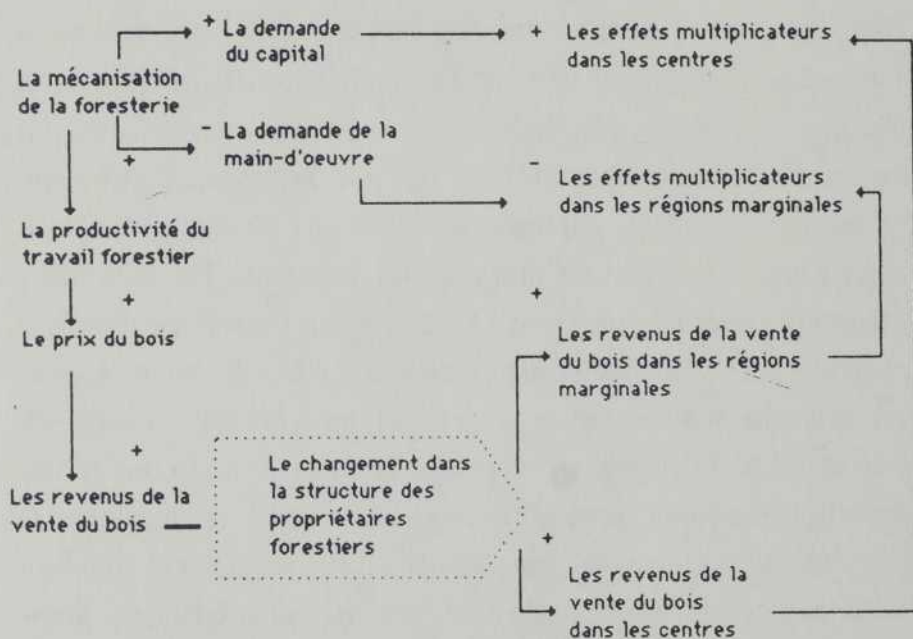 + La demande
du capital
+ Les effets multiplicateurs
dans les centres
La mécanisation
de la foresterie
- La demande de la
main-d'oeuvre
+
-
Les effets multiplicateurs
dans les régions marginales
La productivité du
travail forestier
+
Le prix du bois
+
Les revenus de la vente
du bois dans les régions
marginales
+
Les revenus de la
vente du bois
Le changement dans
la structure des
propriétaires
forestiers
+
Les revenus de la
vente du bois
dans les centres